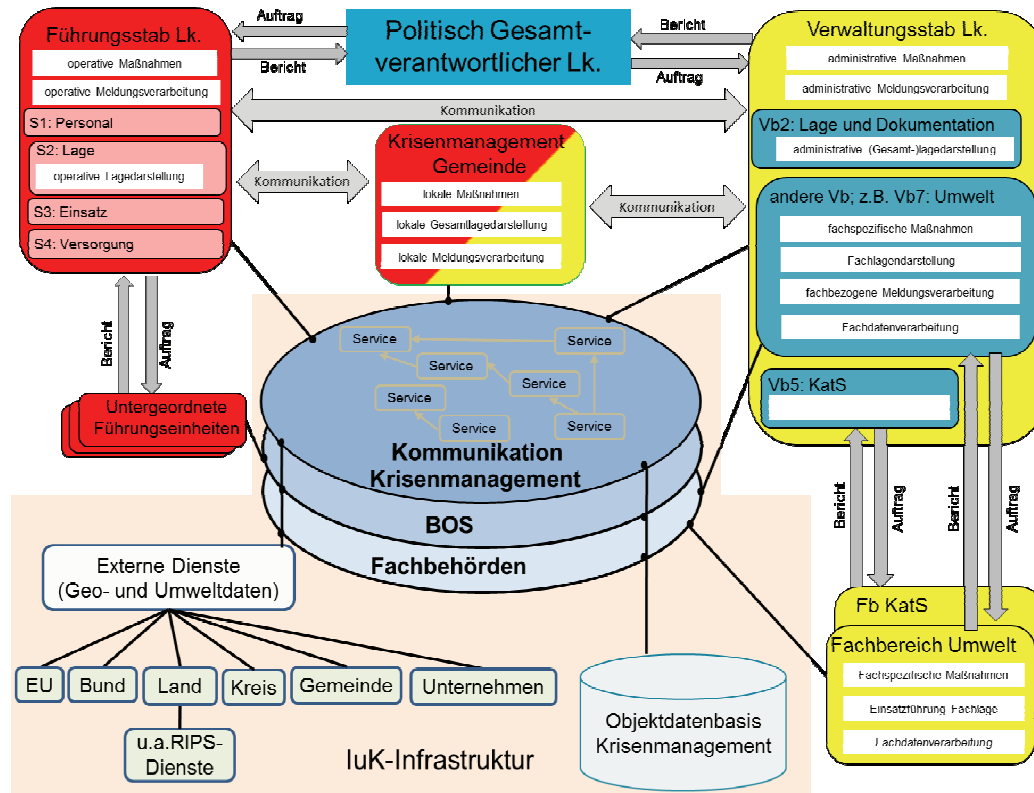 Führungsstab Lk.
operative Maßnahmen
operative Meldungsverarbeitung
S1: Personal
S2: Lage
operative Lagedarstellung
S3: Einsatz
S4: Versorgung
Auftrag
Bericht
Politisch Gesamt-
verantwortlicher Lk.
Bericht
Auftrag
Kommunikation
Verwaltungsstab Lk.
administrative Maßnahmen
administrative Meldungsverarbeitung
Vb2: Lage und Dokumentation
administrative (Gesamt-)lagedarstellung
andere Vb; z.B. Vb7: Umwelt
fachspezifische Maßnahmen
Fachlagendarstellung
fachbezogene Meldungsverarbeitung
Fachdatenverarbeitung
Vb5: KatS
Krisenmanagement
Gemeinde
lokale Maßnahmen
lokale Gesamtlagedarstellung
lokale Meldungsverarbeitung
Kommunikation
Kommunikation
Bericht
Auftrag
Untergeordnete
Führungseinheiten
Service
Service
Service
Service
Service
Service
Service
Kommunikation
Krisenmanagement
BOS
Fachbehörden
Bericht
Auftrag
Bericht
Auftrag
Externe Dienste
(Geo- und Umweltdaten)
EU
Bund
Land
Kreis
Gemeinde
Unternehmen
u.a.RIPS-
Dienste
IuK-Infrastruktur
Objektdatenbasis
Krisenmanagement
Fb KatS
Fachbereich Umwelt
Fachspezifische Maßnahmen
Einsatzführung Fachlage
Fachdatenverarbeitung